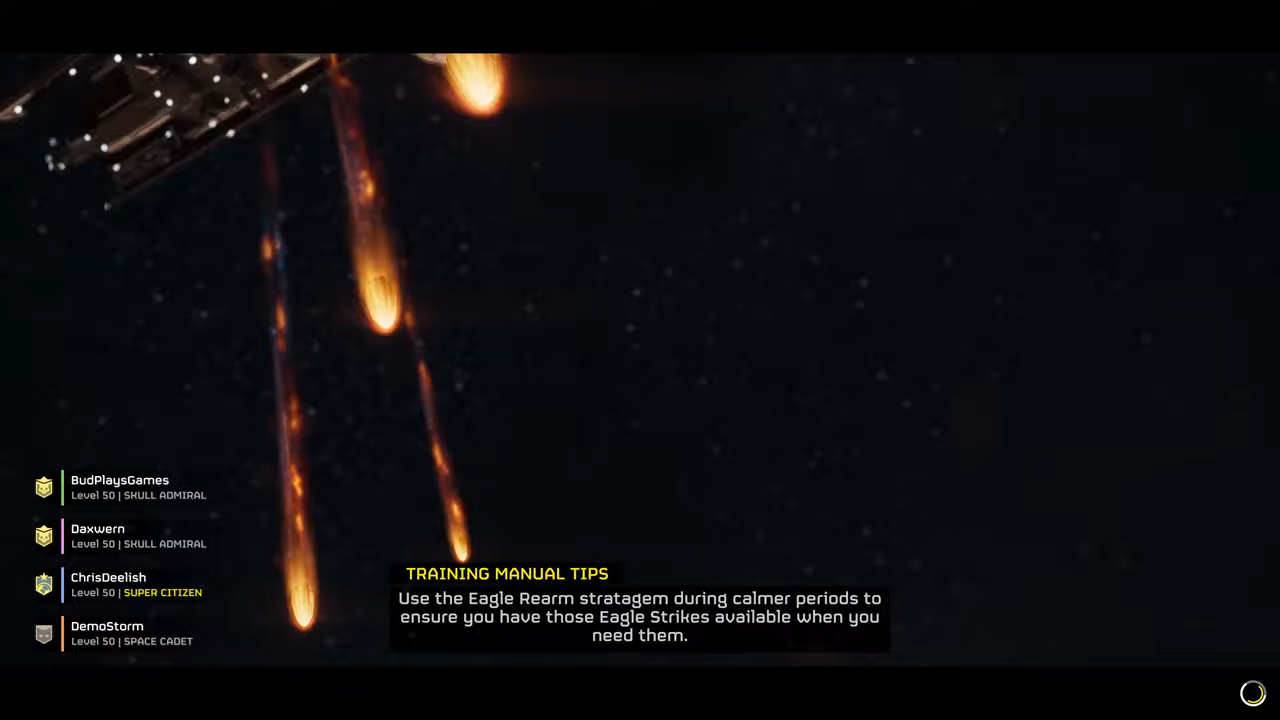 BudPlaysGames
Level 50 | SKULL ADMIRAL
Daxwern
Level 50 | SKULL ADMIRAL
ChrisDeelish
Level 50 | SUPER CITIZEN
DemoStorm
Level 50 | SPACE CADET
TRAINING MANUAL TIPS
Use the Eagle Rearm stratagem during calmer periods to
ensure you have those Eagle Strikes available when you
need them.